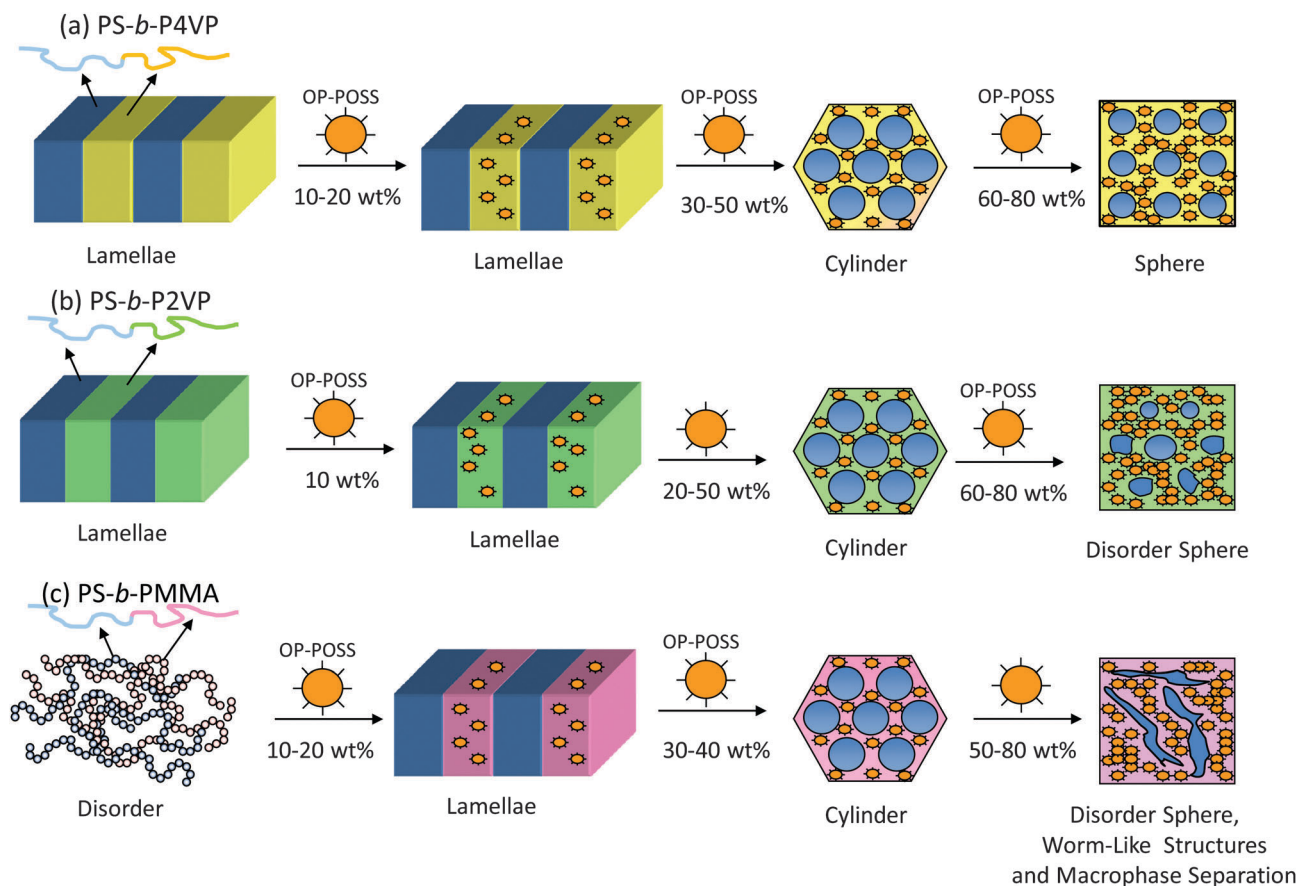 (a) PS-b-P4VP
OP-POSS
OP-POSS
OP-POSS
10-20 wt%
30-50 wt%
60-80 wt%
Lamellae
Lamellae
Cylinder
Sphere
(b) PS-b-P2VP
OP-POSS
OP-POSS
10 wt%
20-50 wt%
60-80 wt%
Lamellae
Lamellae
Cylinder
Disorder Sphere
(c) PS-b-PMMA
OP-POSS
OP-POSS
10-20 wt%
30-40 wt%
50-80 wt%
Disorder
Lamellae
Cylinder
Disorder Sphere,
Worm-Like Structures
and Macrophase Separation